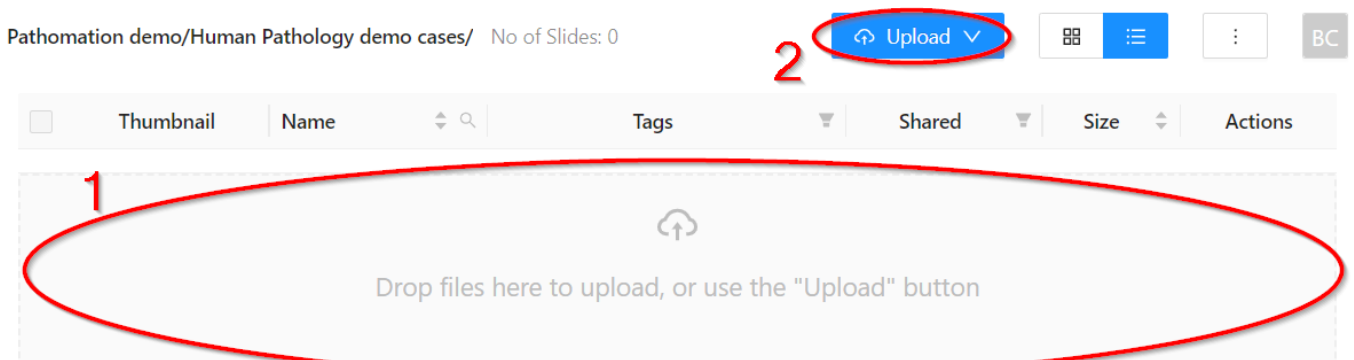 Pathomation demo/Human Pathology demo cases/ No of Slides: 0
2
Upload
BC
Thumbnail Name Tags Shared Size Actions
1
Drop files here to upload, or use the "Upload" button